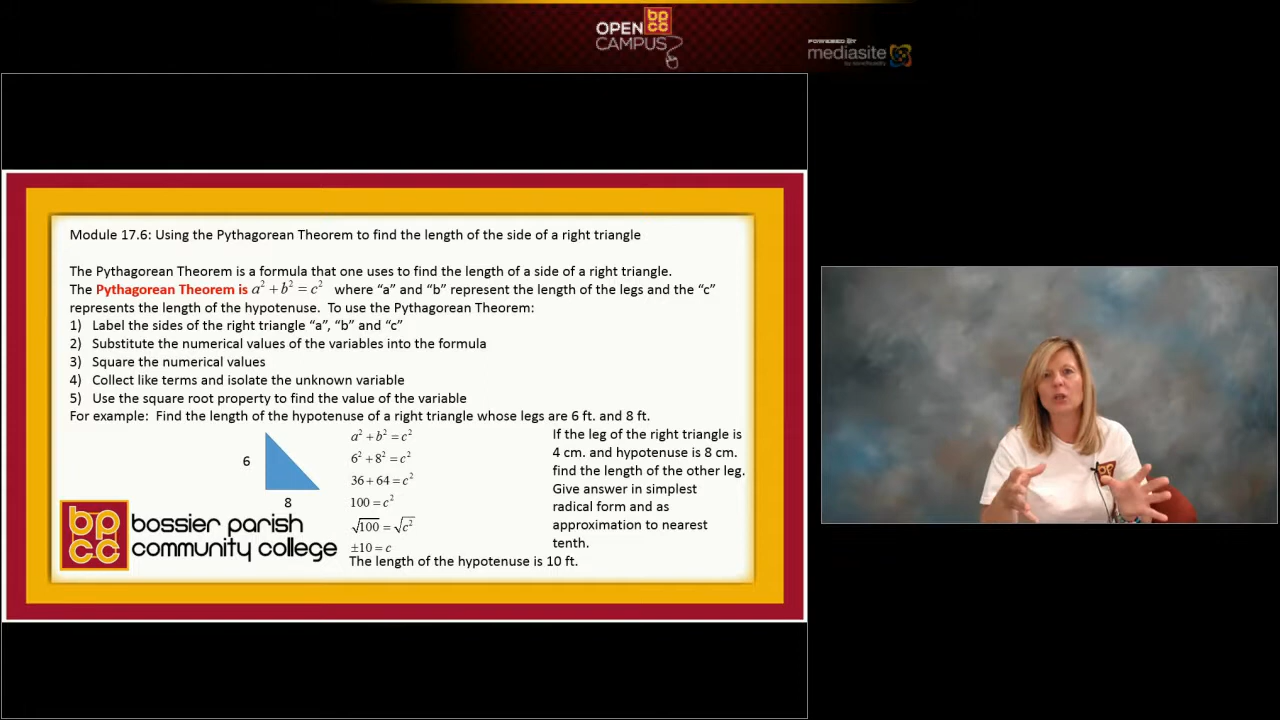 OPEN bp cc
CAMPUS
POWERED BY
mediasite
by sonicfoundry
Module 17.6: Using the Pythagorean Theorem to find the length of the side of a right triangle
The Pythagorean Theorem is a formula that one uses to find the length of a side of a right triangle.
The Pythagorean Theorem is a² + b² = c² where “a” and “b” represent the length of the legs and the “c”
represents the length of the hypotenuse. To use the Pythagorean Theorem:
1) Label the sides of the right triangle “a”, “b” and “c”
2) Substitute the numerical values of the variables into the formula
3) Square the numerical values
4) Collect like terms and isolate the unknown variable
5) Use the square root property to find the value of the variable
For example: Find the length of the hypotenuse of a right triangle whose legs are 6 ft. and 8 ft.
6
8
a² + b² = c²
6² + 8² = c²
36 + 64 = c²
100 = c²
√100 = √c²
±10 = c
The length of the hypotenuse is 10 ft.
If the leg of the right triangle is
4 cm. and hypotenuse is 8 cm.
find the length of the other leg.
Give answer in simplest
radical form and as
approximation to nearest
tenth.
bp
cc
bossier parish
community college